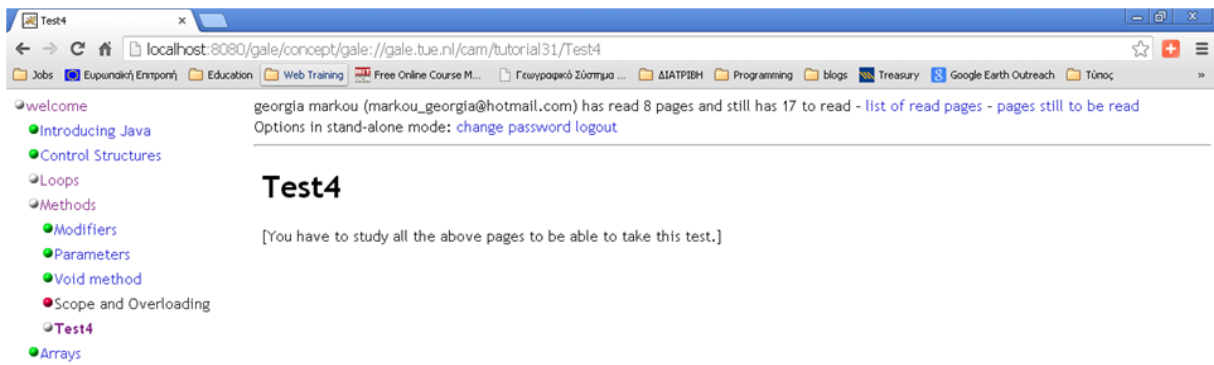 Test4
localhost:8080/gale/concept/gale://gale.tue.nl/cam/tutorial31/Test4
Jobs Ευρωπαϊκή Επιτροπή Education Web Training Free Online Course M... Γεωγραφικό Σύστημα ... ΔΙΑΤΡΙΒΗ Programming blogs Treasury Google Earth Outreach Τύπος »
welcome
Introducing Java
Control Structures
Loops
Methods
Modifiers
Parameters
Void method
Scope and Overloading
Test4
Arrays
georgia markou (markou_georgia@hotmail.com) has read 8 pages and still has 17 to read - list of read pages - pages still to be read
Options in stand-alone mode: change password logout
Test4
[You have to study all the above pages to be able to take this test.]